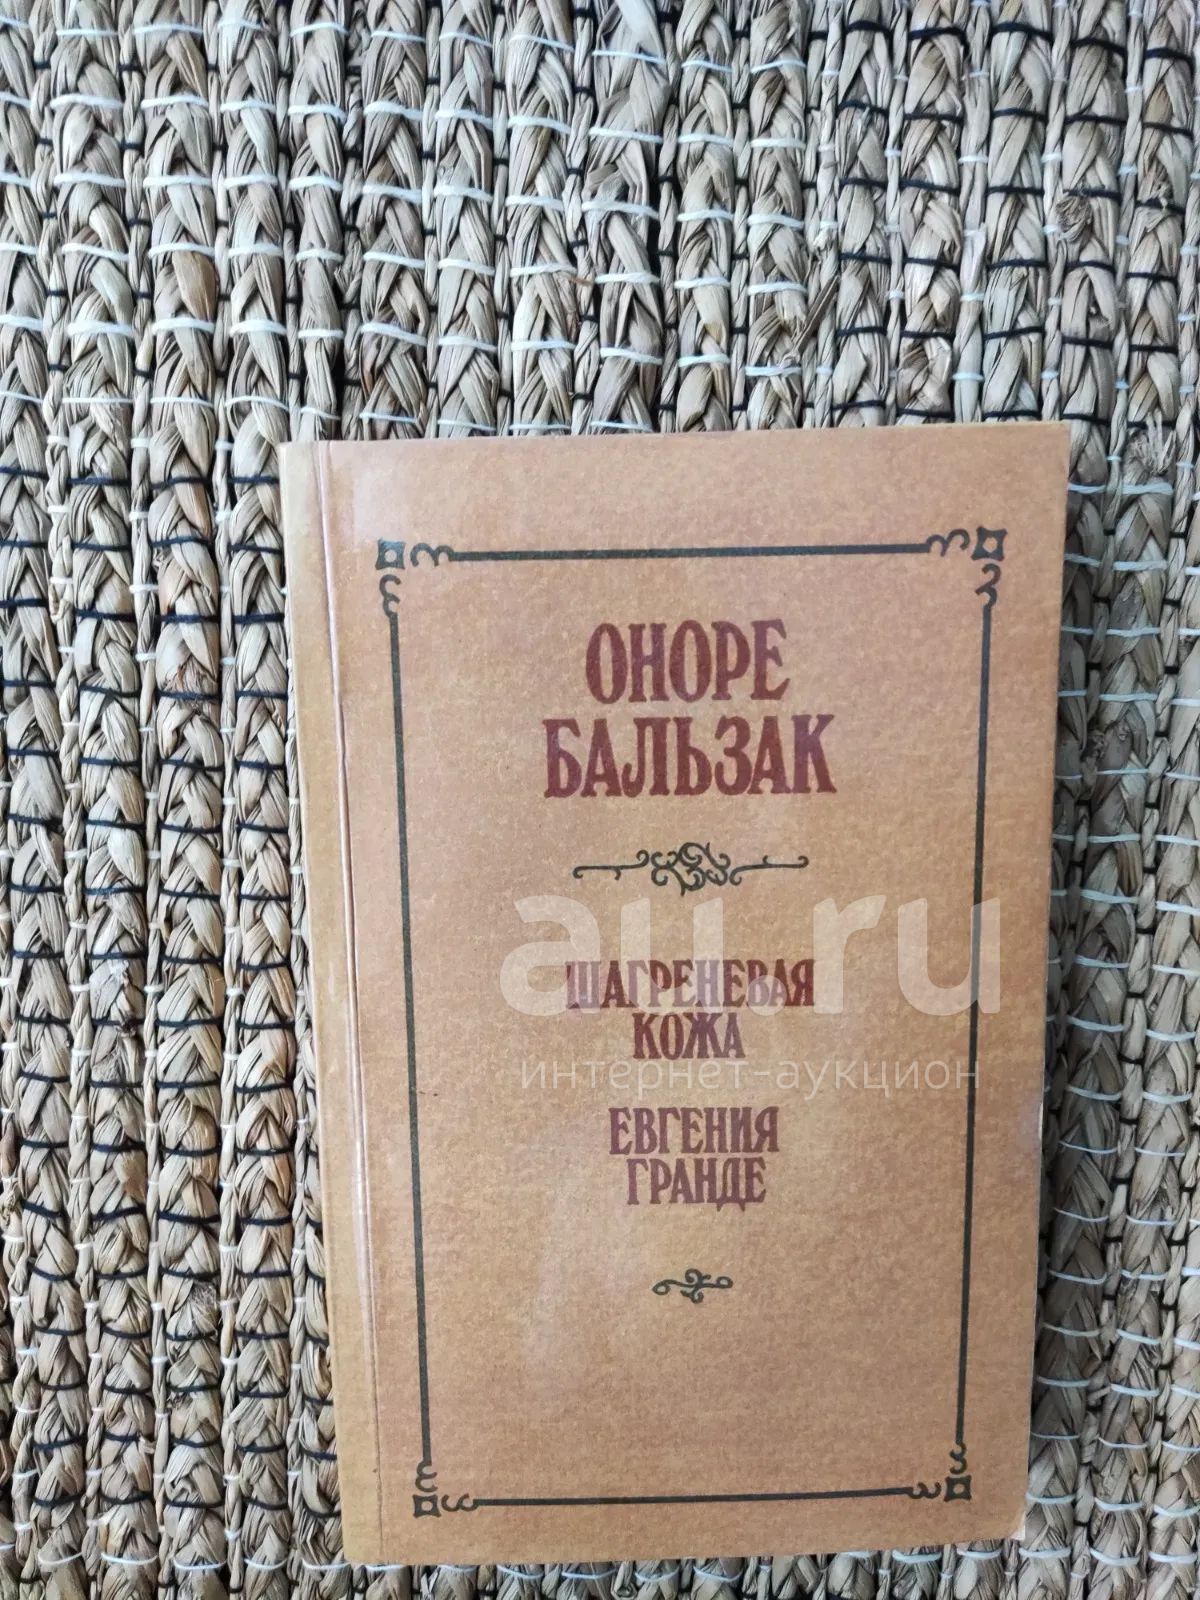 ОНОРЕ
БАЛЬЗАК
au.ru
ШАГРЕНЕВАЯ
КОЖА
интернет-аукцион
ЕВГЕНИЯ
ГРАНДЕ